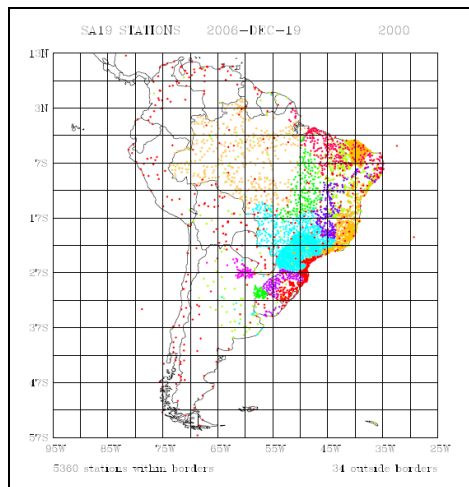 SA19 STATIONS 2006-DEC-19 2000
13N
3N
7S
17S
27S
37S
47S
57S
95W 85W 75W 65W 55W 45W 35W 25W
5360 stations within borders 34 outside borders